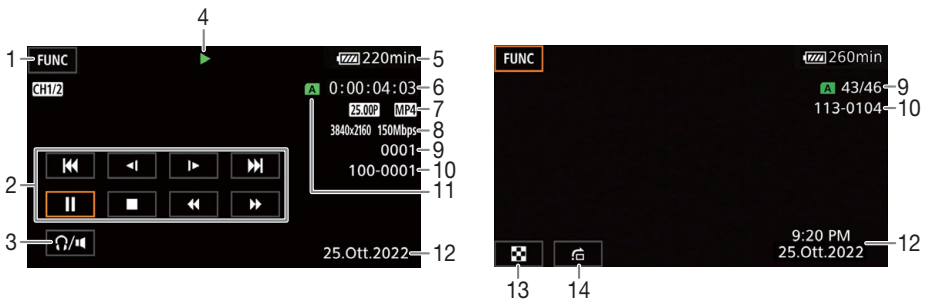 4
1 FUNC 220min 5
CH1/2 A 0:00:04:03 6
25.00P MP4 7
3840x2160 150Mbps 8
0001 9
100-0001 10
11
2
3
25.Ott.2022 12
FUNC 260min
A 43/46 9
113-0104 10
9:20 PM
25.Ott.2022 12
13 14